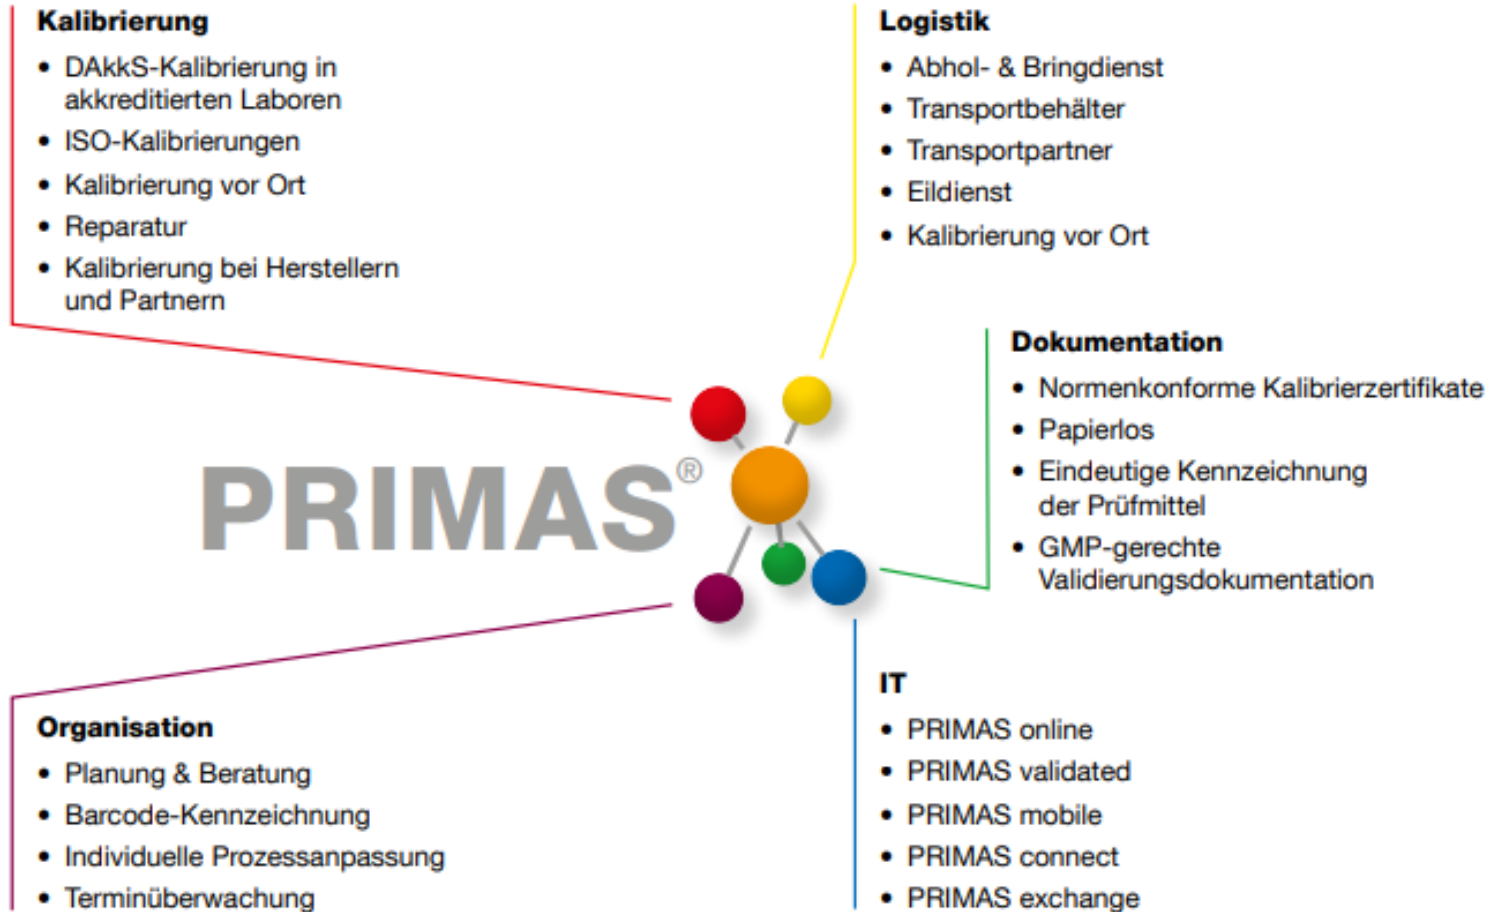 Kalibrierung
• DAkkS-Kalibrierung in
akkreditierten Laboren
• ISO-Kalibrierungen
• Kalibrierung vor Ort
• Reparatur
• Kalibrierung bei Herstellern
und Partnern
Logistik
• Abhol- & Bringdienst
• Transportbehälter
• Transportpartner
• Eildienst
• Kalibrierung vor Ort
Dokumentation
• Normenkonforme Kalibrierzertifikate
• Papierlos
• Eindeutige Kennzeichnung
der Prüfmittel
• GMP-gerechte
Validierungsdokumentation
PRIMAS®
Organisation
• Planung & Beratung
• Barcode-Kennzeichnung
• Individuelle Prozessanpassung
• Terminüberwachung
IT
• PRIMAS online
• PRIMAS validated
• PRIMAS mobile
• PRIMAS connect
• PRIMAS exchange